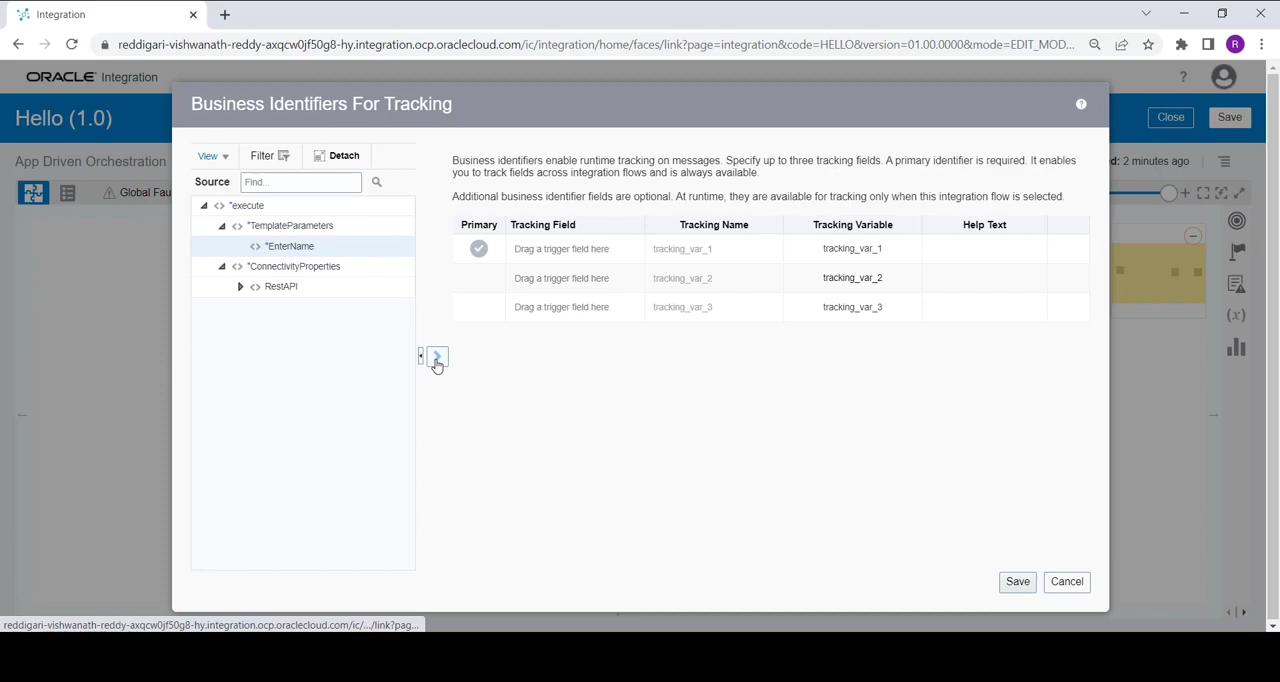 Integration
reddigari-vishwanath-reddy-axqcw0jf50g8-hy.integration.ocp.oraclecloud.com/ic/integration/home/faces/link?page=integration&code=HELLO&version=01.00.0000&mode=EDIT_MOD...
R
ORACLE Integration
?
Hello (1.0)
Close
Save
App Driven Orchestration
ed: 2 minutes ago
Global Fau
Business Identifiers For Tracking
?
View
Filter
Detach
Source
Find...
*execute
*TemplateParameters
*EnterName
*ConnectivityProperties
RestAPI
Business identifiers enable runtime tracking on messages. Specify up to three tracking fields. A primary identifier is required. It enables
you to track fields across integration flows and is always available.
Additional business identifier fields are optional. At runtime, they are available for tracking only when this integration flow is selected.
Primary Tracking Field Tracking Name Tracking Variable Help Text
Drag a trigger field here tracking_var_1 tracking_var_1
Drag a trigger field here tracking_var_2 tracking_var_2
Drag a trigger field here tracking_var_3 tracking_var_3
(x)
Save
Cancel
reddigari-vishwanath-reddy-axqcw0jf50g8-hy.integration.ocp.oraclecloud.com/ic/.../link?pag...